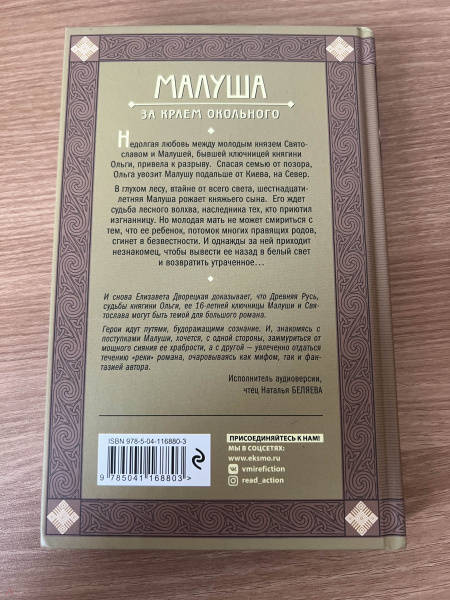 МАЛУША
ЗА КРАЕМ ОКОЛЬНОГО
Недолгая любовь между молодым князем Свято-
славом и Малушей, бывшей ключницей княгини
Ольги, привела к разрыву. Спасая от позора,
Ольга увозит Малушу подальше от Киева, на Север.
В глухом лесу, втайне от всего света, шестнадцати-
летняя Малуша рожает княжьего сына. Его ждет
судьба лесного волхва, наследника тех, кто приютил
изгнанницу. Но молодая мать не может смириться с
тем, что ее ребенок, потомок многих правящих родов,
сгинет в безвестности. И однажды за ней приходит
незнакомец, чтобы вывести ее назад в белый свет
и возвратить утраченное...
И снова Елизавета Дворецкая доказывает, что Древняя Русь,
судьбы княгини Ольги, ее 16-летней ключницы Малуши и Свя-
тослава могут быть темой для большого романа.
Герои идут путями, будоражащими сознание. И, знакомясь с
поступками Малуши, хочется, с одной стороны, зажмуриться от
мощного сияния ее храбрости, а с другой – увлеченно отдаться
течению «реки» романа, очаровываясь как мифом, так и фан-
тазией автора.
Исполнитель аудиоверсии,
чтец Наталья БЕЛЯЕВА
ISBN 978-5-04-116880-3
9 785041 168803 >
ПРИСОЕДИНЯЙТЕСЬ К НАМ!
МЫ В СОЦСЕТЯХ:
www.eksmo.ru
vmirefiction
read_action